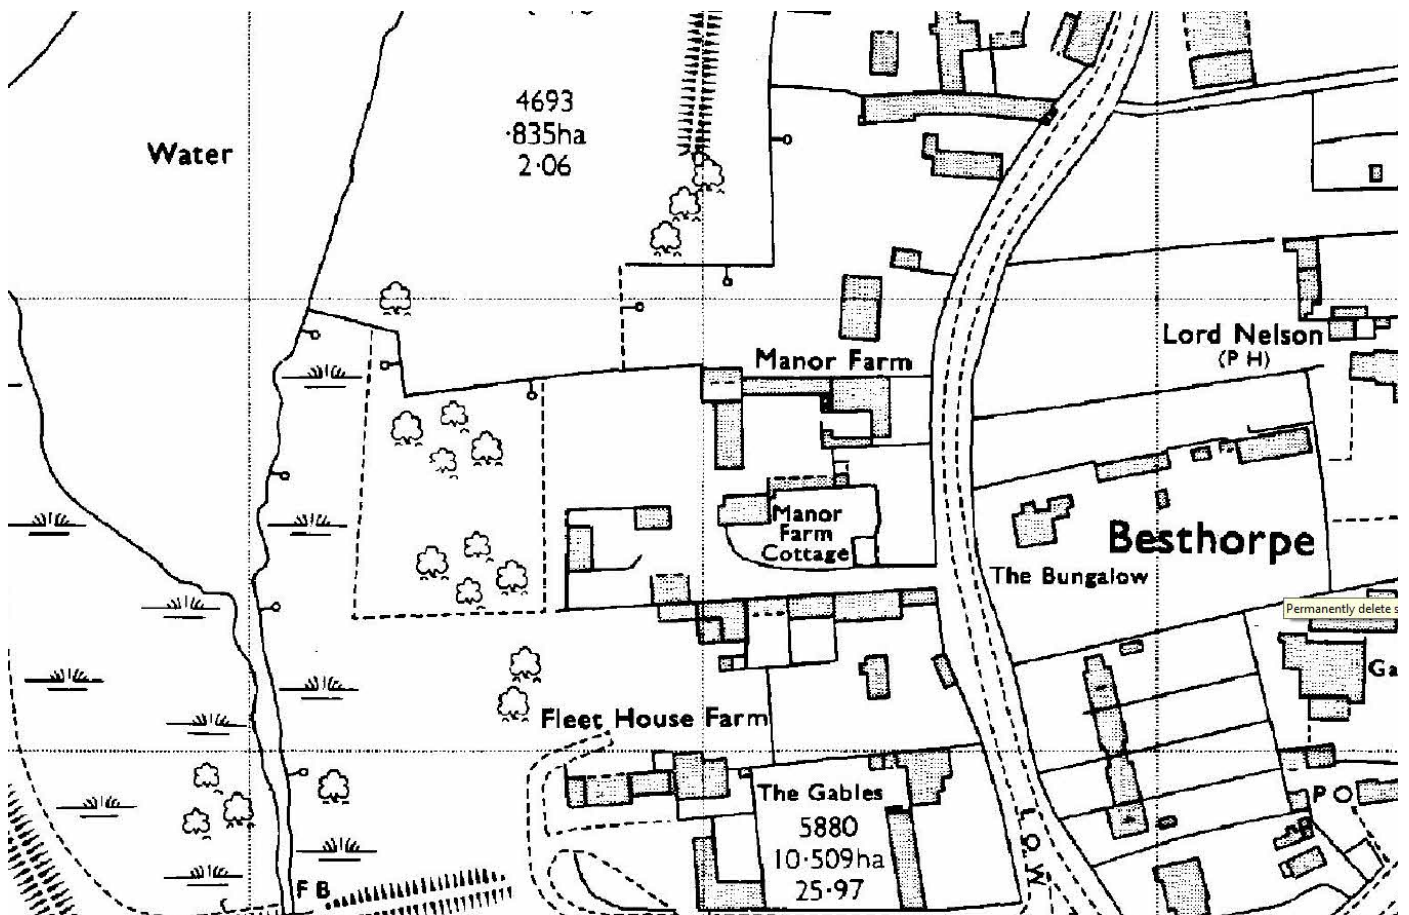 4693
·835ha
2·06
Water
Manor Farm
Lord Nelson
(P H)
Manor
Farm
Cottage
Besthorpe
The Bungalow
Permanently delete s
Ga
Fleet House Farm
The Gables
5880
10·509ha
25·97
P O
LOW
F B